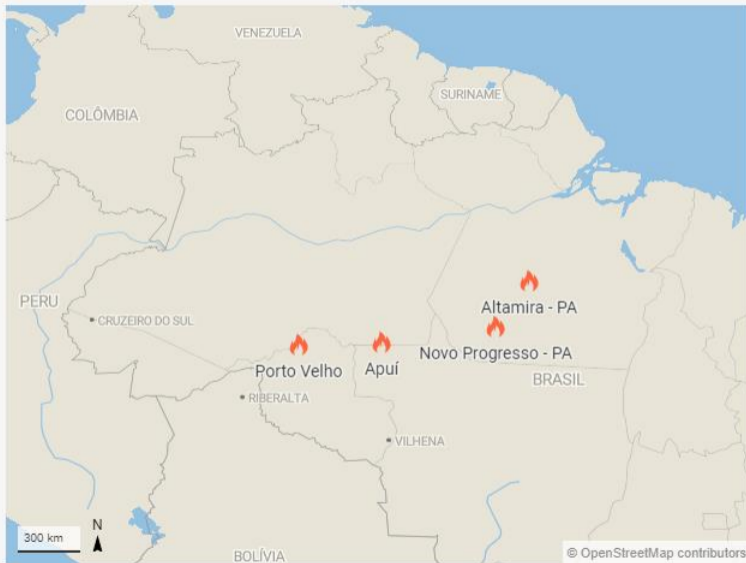 VENEZUELA
SURINAME
COLÔMBIA
Altamira - PA
PERU
CRUZEIRO DO SUL
Novo Progresso - PA
Porto Velho
Apuí
BRASIL
RIBERALTA
VILHENA
300 km
N
BOLÍVIA
© OpenStreetMap contributors